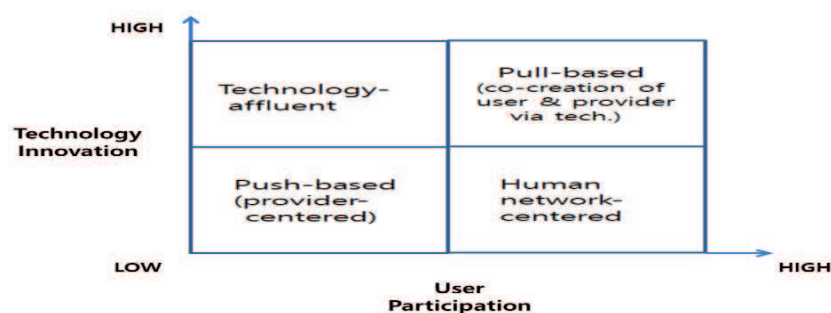 HIGH
Technology-
affluent
Pull-based
(co-creation of
user & provider
via tech.)
Technology
Innovation
Push-based
(provider-
centered)
Human
network-
centered
LOW
HIGH
User
Participation